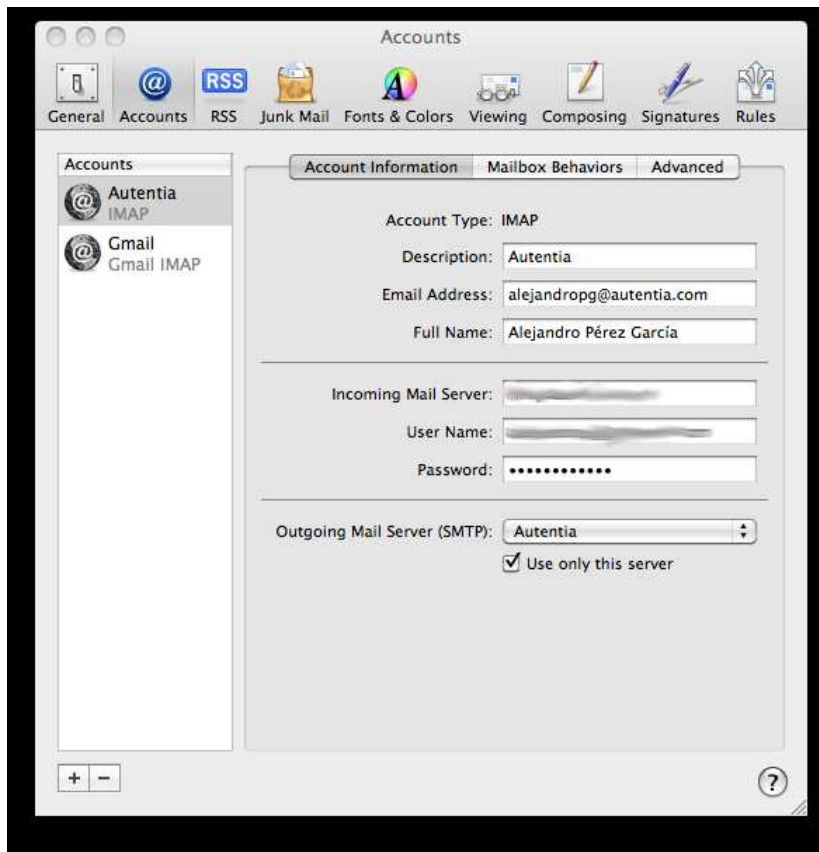 Accounts
General Accounts RSS Junk Mail Fonts & Colors Viewing Composing Signatures Rules
Accounts
Autentia
IMAP
Gmail
Gmail IMAP
Account Information Mailbox Behaviors Advanced
Account Type: IMAP
Description: Autentia
Email Address: alejandropg@autentia.com
Full Name: Alejandro Pérez García
Incoming Mail Server:
User Name:
Password: ••••••••••••
Outgoing Mail Server (SMTP): Autentia
Use only this server